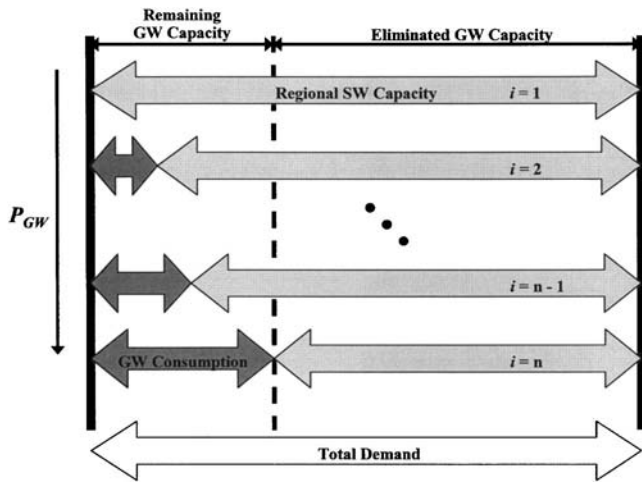 Remaining
GW Capacity
Eliminated GW Capacity
Regional SW Capacity i = 1
i = 2
P_GW
i = n - 1
GW Consumption i = n
Total Demand